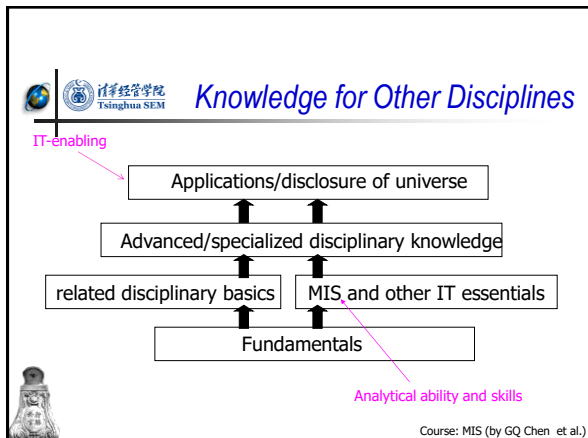 清华经管学院
Tsinghua SEM
Knowledge for Other Disciplines
IT-enabling
Applications/disclosure of universe
Advanced/specialized disciplinary knowledge
related disciplinary basics
MIS and other IT essentials
Fundamentals
Analytical ability and skills
Course: MIS (by GQ Chen et al.)